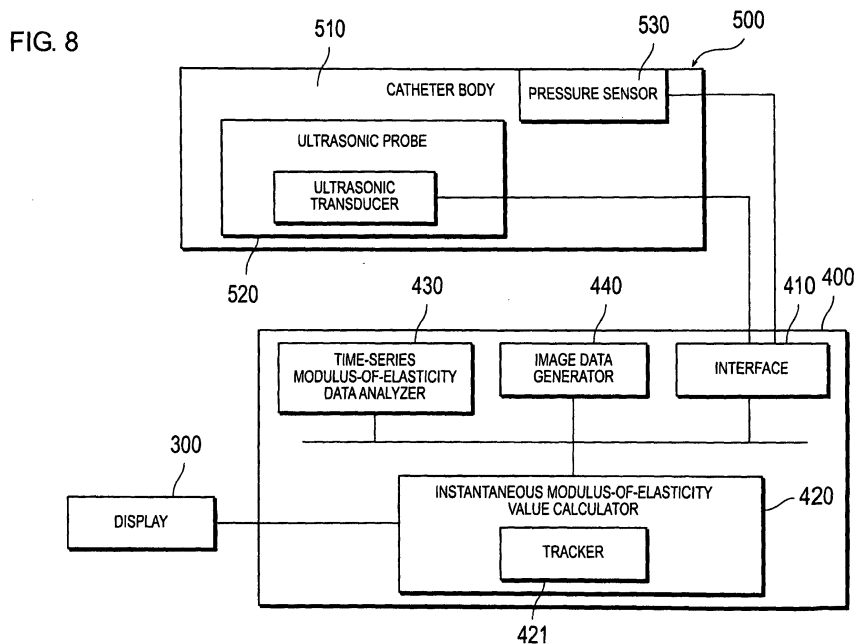 FIG. 8
510
530
500
CATHETER BODY
PRESSURE SENSOR
ULTRASONIC PROBE
ULTRASONIC
TRANSDUCER
520
430
440
410
400
TIME-SERIES
MODULUS-OF-ELASTICITY
DATA ANALYZER
IMAGE DATA
GENERATOR
INTERFACE
300
DISPLAY
INSTANTANEOUS MODULUS-OF-ELASTICITY
VALUE CALCULATOR
420
TRACKER
421